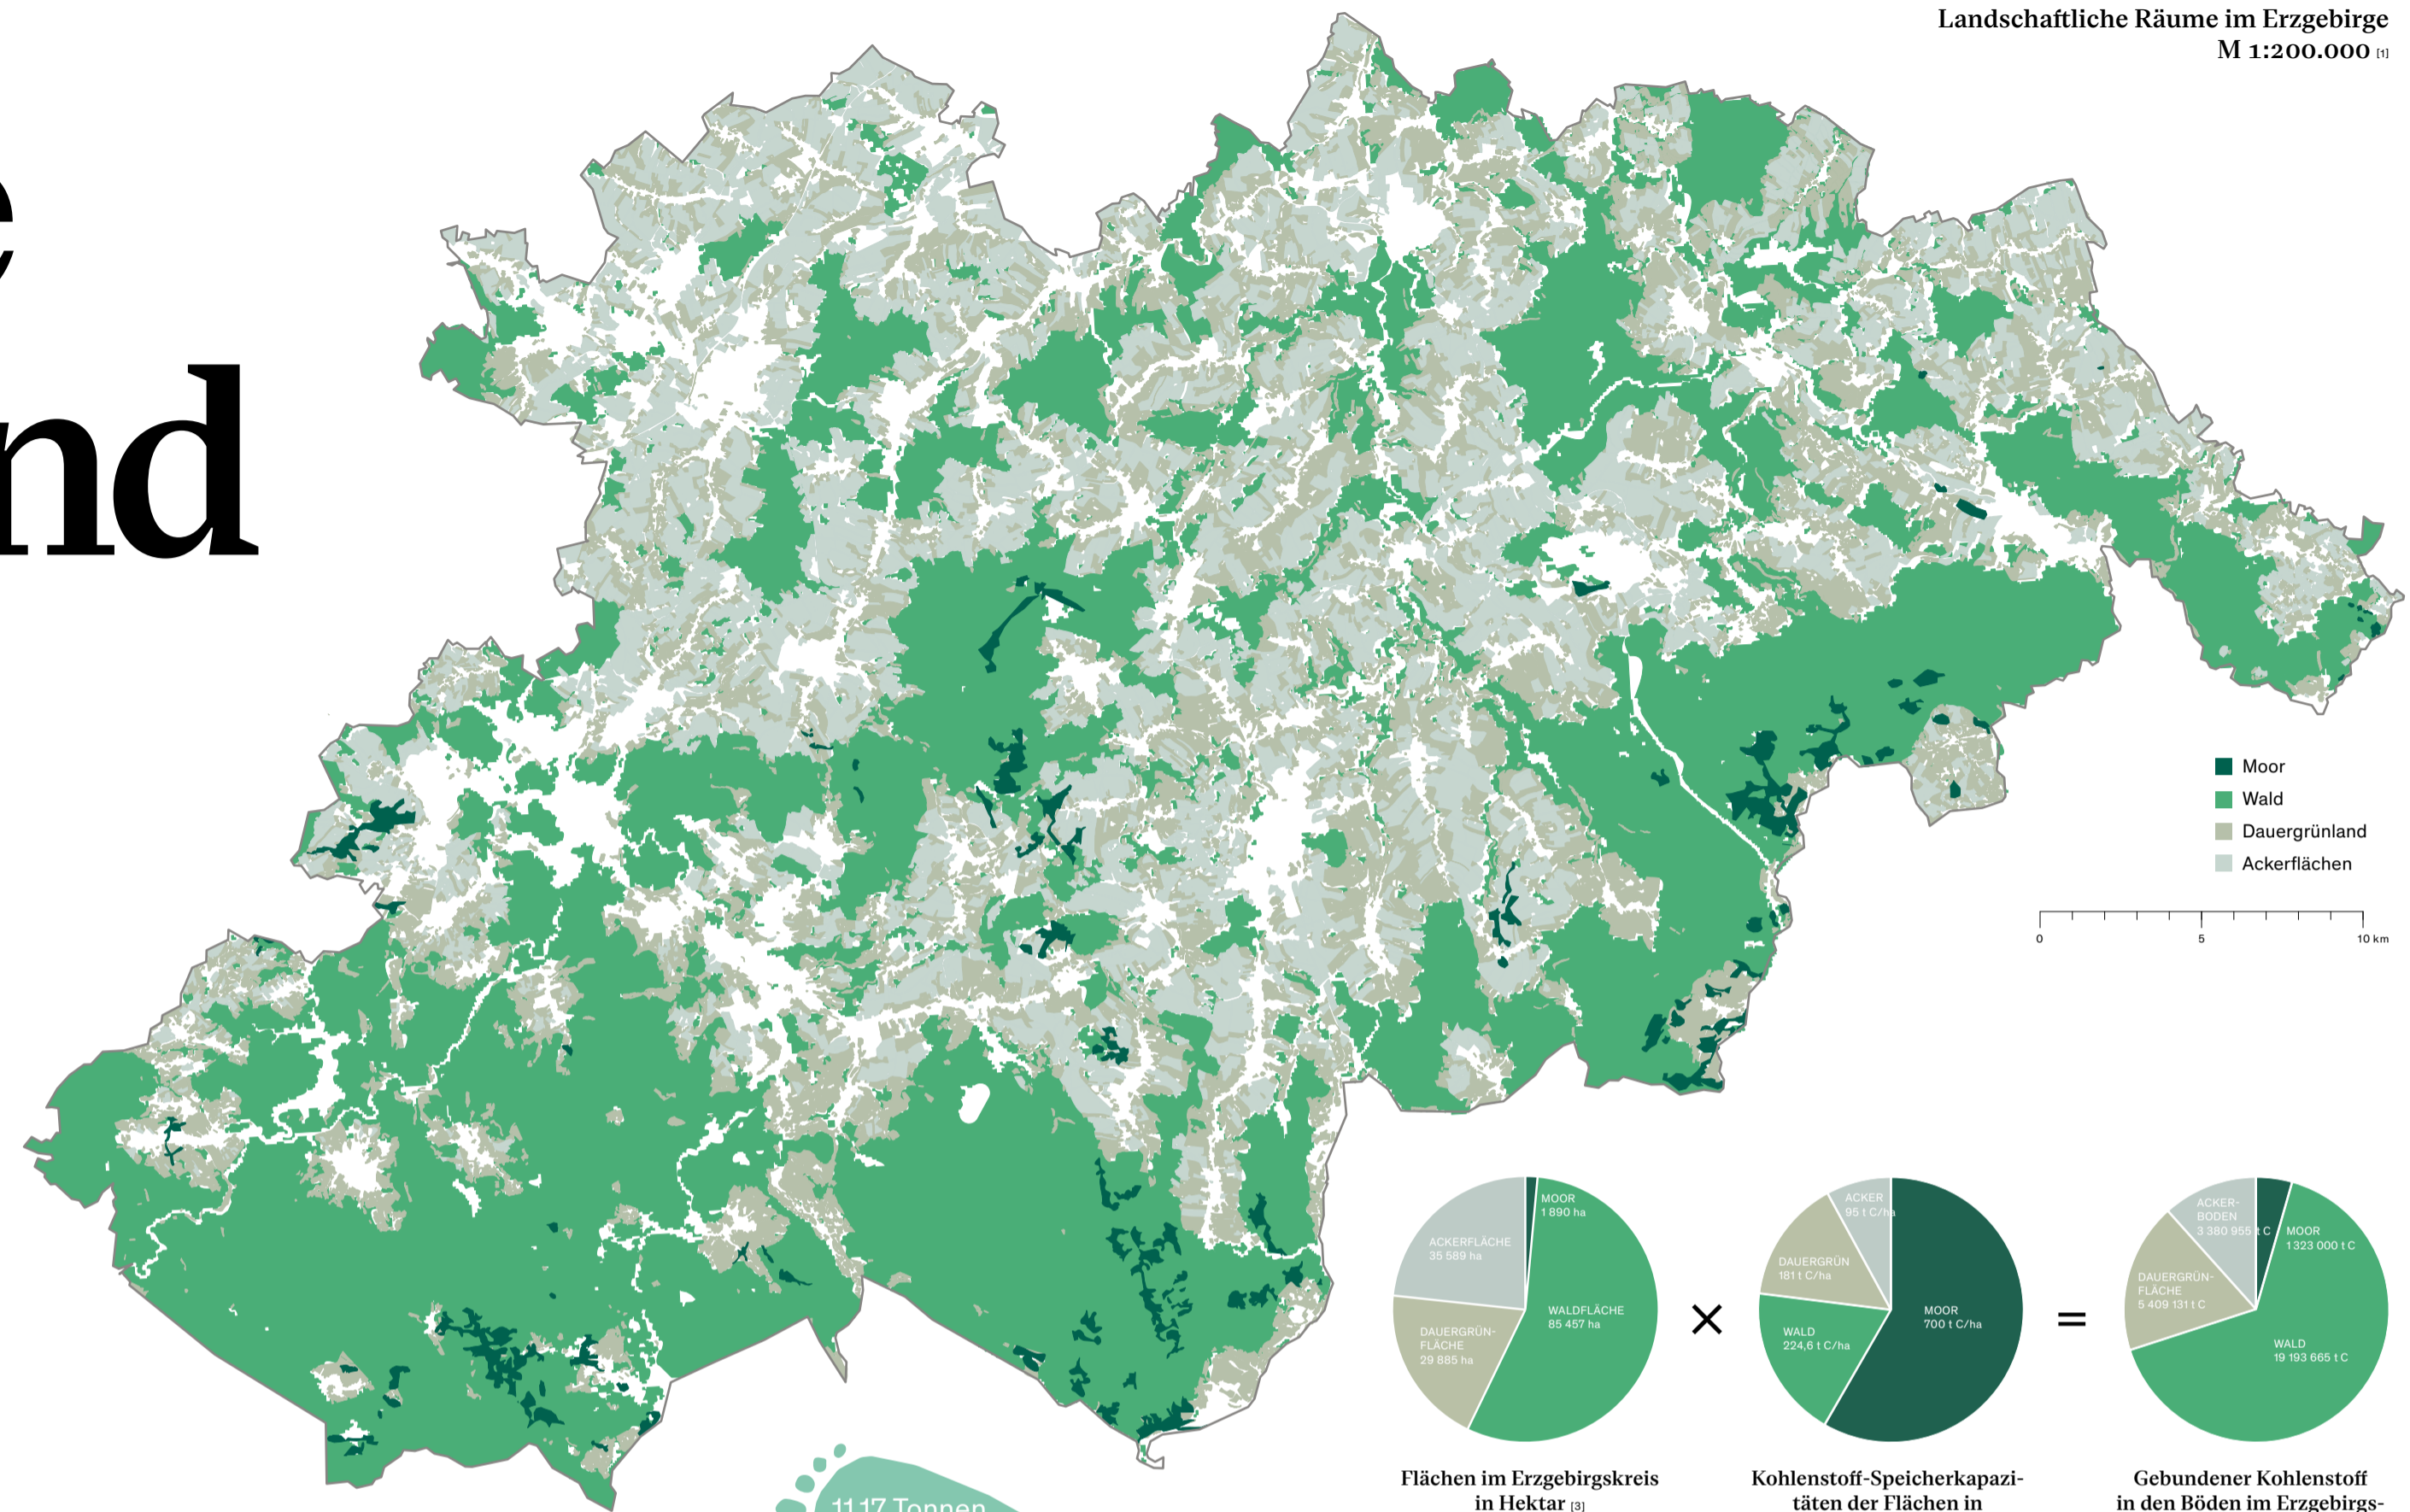 e
nd
Landschaftliche Räume im Erzgebirge
M 1:200.000 [1]
Moor
Wald
Dauergrünland
Ackerflächen
0 5 10 km
MOOR
1 890 ha
ACKERFLÄCHE
35 589 ha
WALDFLÄCHE
85 457 ha
DAUERGRÜN-
FLÄCHE
29 885 ha
Flächen im Erzgebirgskreis
in Hektar [3]
×
ACKER
95 t C/ha
DAUERGRÜN
181 t C/ha
MOOR
700 t C/ha
WALD
224,6 t C/ha
Kohlenstoff-Speicherkapazi-
täten der Flächen in
=
ACKER-
BODEN
3 380 955 t C
MOOR
1 323 000 t C
DAUERGRÜN-
FLÄCHE
5 409 131 t C
WALD
19 193 665 t C
Gebundener Kohlenstoff
in den Böden im Erzgebirgs-
11,17 Tonnen